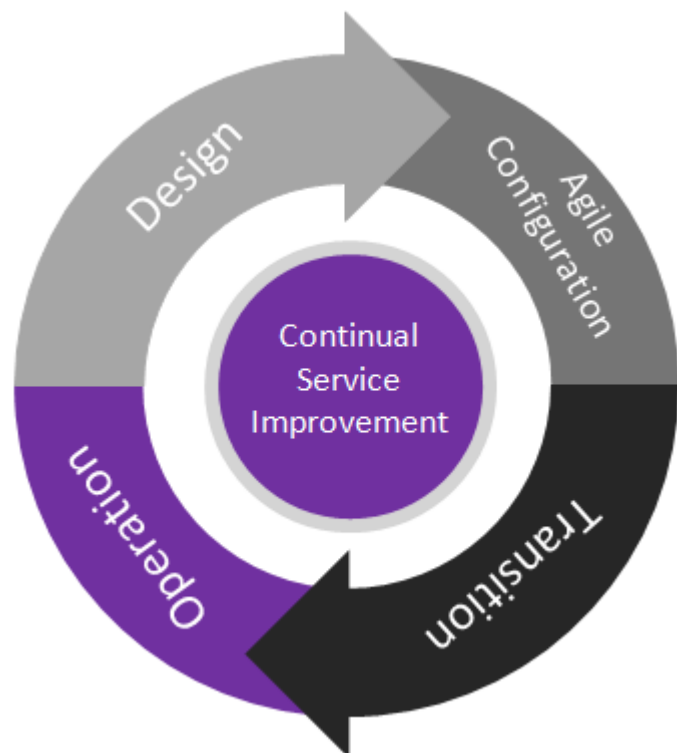 Design
Agile
Configuration
Continual
Service
Improvement
Transition
Operation